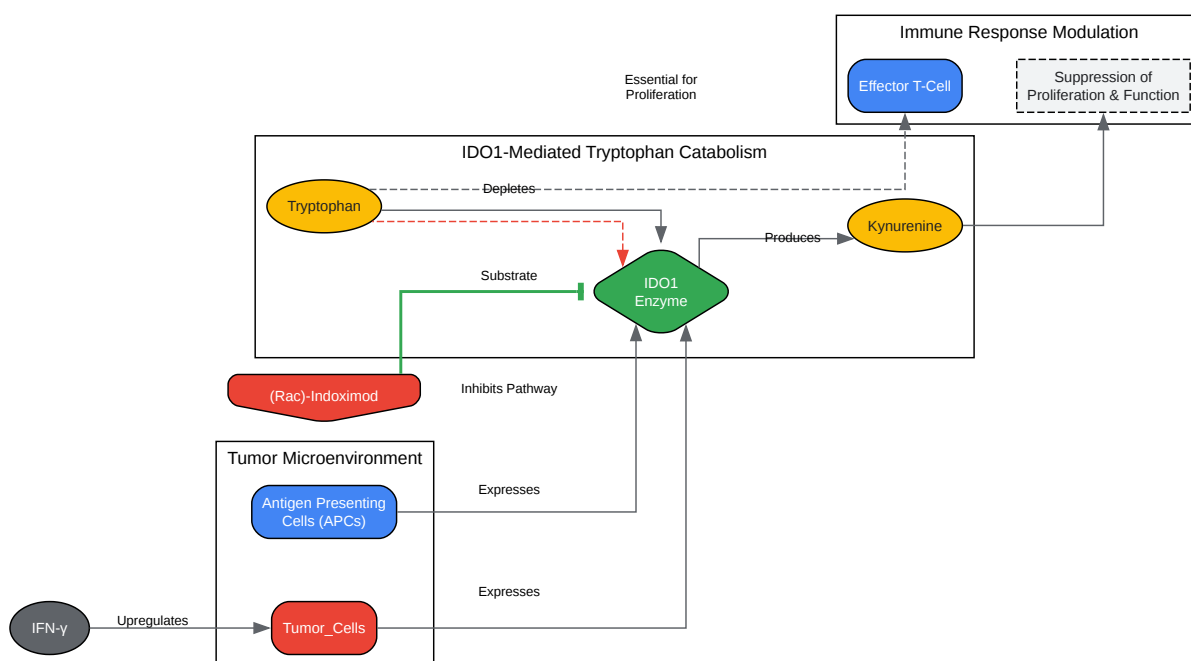 Immune Response Modulation
Effector T-Cell
Suppression of
Proliferation & Function
Essential for
Proliferation
IDO1-Mediated Tryptophan Catabolism
Depletes
Tryptophan
Kynurenine
Produces
Substrate
IDO1
Enzyme
(Rac)-Indoximod
Inhibits Pathway
Tumor Microenvironment
Antigen Presenting
Cells (APCs)
Expresses
Expresses
IFN-γ
Upregulates
Tumor_Cells